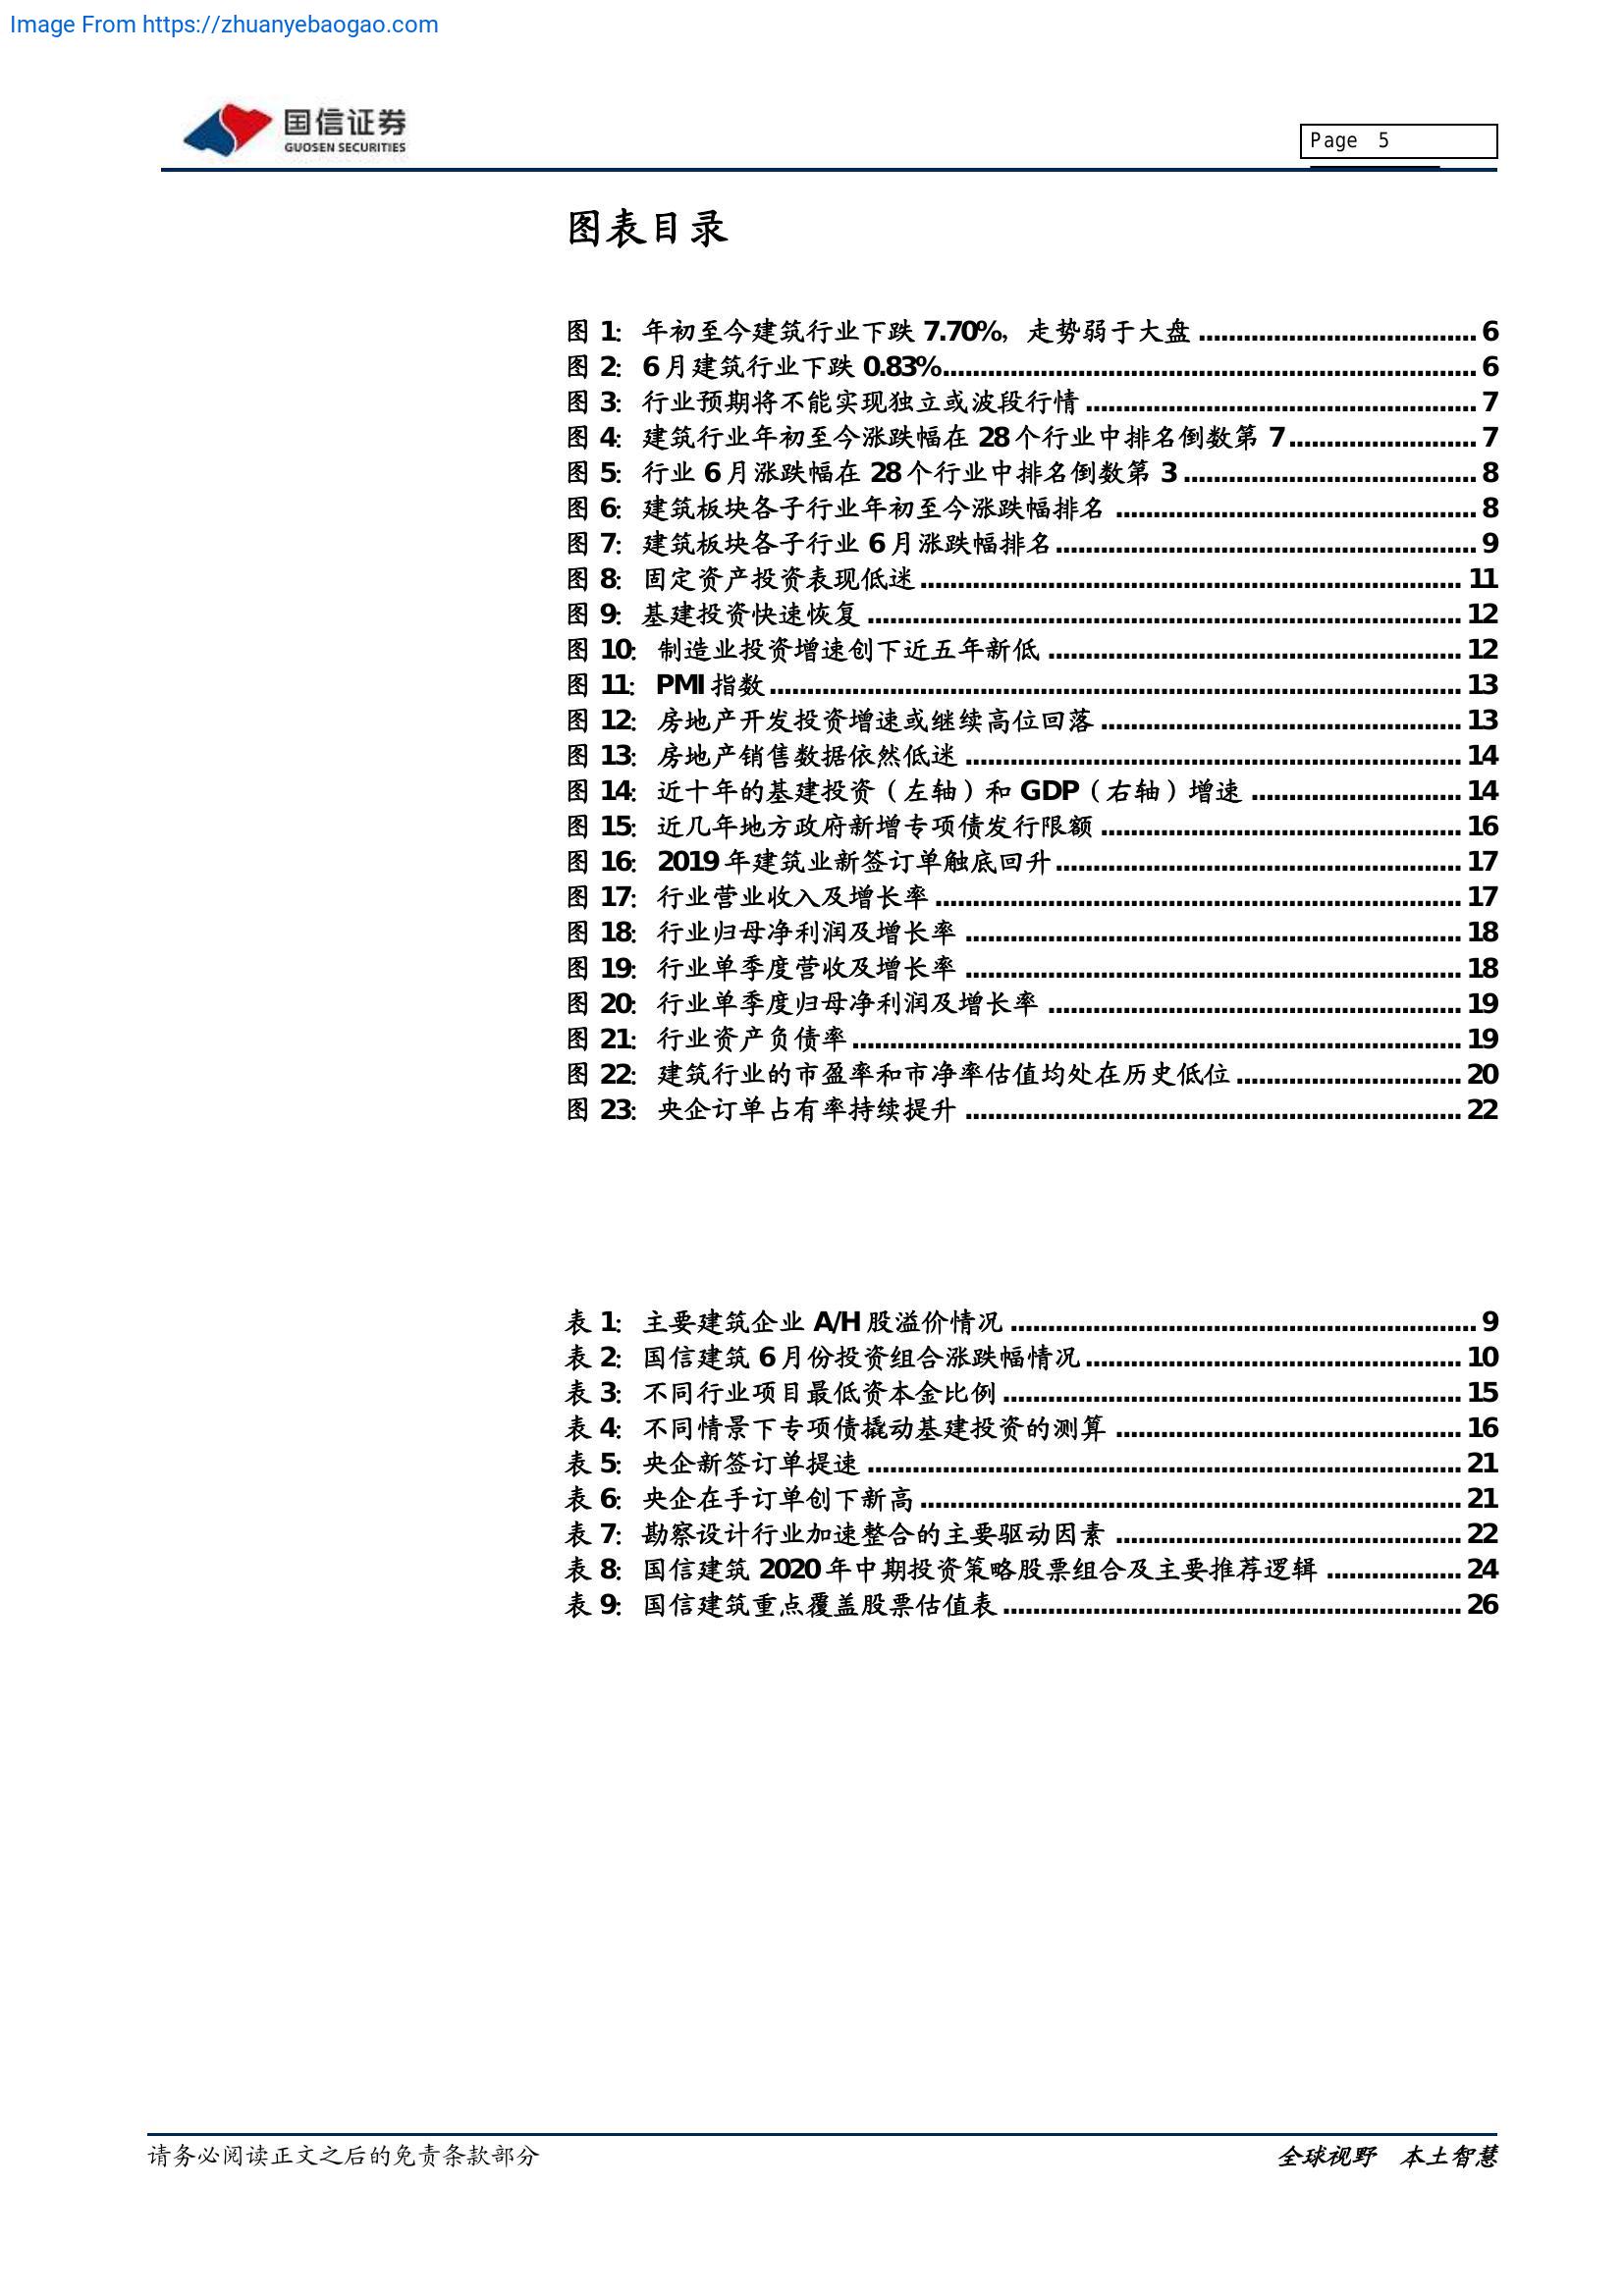 Image From https://zhuanyebaogao.com
国信证券
GUOSEN SECURITIES
Page 5
图表目录
图 1：年初至今建筑行业下跌 7.70%，走势弱于大盘 ..................................... 6
图 2：6 月建筑行业下跌 0.83%....................................................................... 6
图 3：行业预期将不能实现独立或波段行情 .................................................... 7
图 4：建筑行业年初至今涨跌幅在 28 个行业中排名倒数第 7......................... 7
图 5：行业 6 月涨跌幅在 28 个行业中排名倒数第 3 ....................................... 8
图 6：建筑板块各子行业年初至今涨跌幅排名 ................................................ 8
图 7：建筑板块各子行业 6 月涨跌幅排名........................................................ 9
图 8：固定资产投资表现低迷 ........................................................................ 11
图 9：基建投资快速恢复 ............................................................................... 12
图 10：制造业投资增速创下近五年新低 ....................................................... 12
图 11：PMI 指数............................................................................................ 13
图 12：房地产开发投资增速或继续高位回落 ................................................ 13
图 13：房地产销售数据依然低迷 .................................................................. 14
图 14：近十年的基建投资（左轴）和 GDP（右轴）增速 ............................ 14
图 15：近几年地方政府新增专项债发行限额 ................................................ 16
图 16：2019 年建筑业新签订单触底回升...................................................... 17
图 17：行业营业收入及增长率 ...................................................................... 17
图 18：行业归母净利润及增长率 .................................................................. 18
图 19：行业单季度营收及增长率 .................................................................. 18
图 20：行业单季度归母净利润及增长率 ....................................................... 19
图 21：行业资产负债率................................................................................. 19
图 22：建筑行业的市盈率和市净率估值均处在历史低位 .............................. 20
图 23：央企订单占有率持续提升 .................................................................. 22
表 1：主要建筑企业 A/H 股溢价情况 .............................................................. 9
表 2：国信建筑 6 月份投资组合涨跌幅情况.................................................. 10
表 3：不同行业项目最低资本金比例 ............................................................. 15
表 4：不同情景下专项债撬动基建投资的测算 .............................................. 16
表 5：央企新签订单提速 ............................................................................... 21
表 6：央企在手订单创下新高 ........................................................................ 21
表 7：勘察设计行业加速整合的主要驱动因素 .............................................. 22
表 8：国信建筑 2020 年中期投资策略股票组合及主要推荐逻辑 .................. 24
表 9：国信建筑重点覆盖股票估值表 ............................................................. 26
请务必阅读正文之后的免责条款部分
全球视野 本土智慧